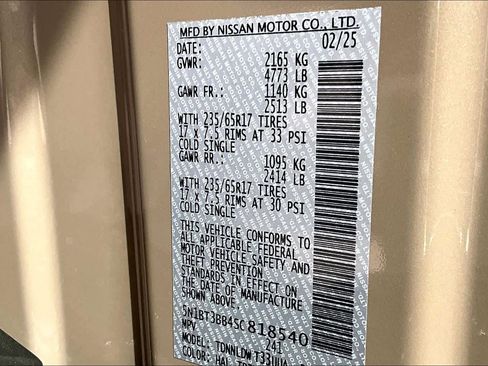 MFD BY NISSAN MOTOR CO., LTD.
DATE: 02/25
GVWR: 2165 KG
4773 LB
GAWR FR.: 1140 KG
2513 LB
WITH 235/65R17 TIRES
17 X 7.5 RIMS AT 33 PSI
COLD SINGLE
GAWR RR.: 1095 KG
2414 LB
WITH 235/65R17 TIRES
17 X 7.5 RIMS AT 30 PSI
COLD SINGLE
THIS VEHICLE CONFORMS TO
ALL APPLICABLE FEDERAL
MOTOR VEHICLE SAFETY AND
THEFT PREVENTION
STANDARDS IN EFFECT ON
THE DATE OF MANUFACTURE
SHOWN ABOVE.
5N1BT3BB4SC818540
MPV 241
MODEL:
COLOR: